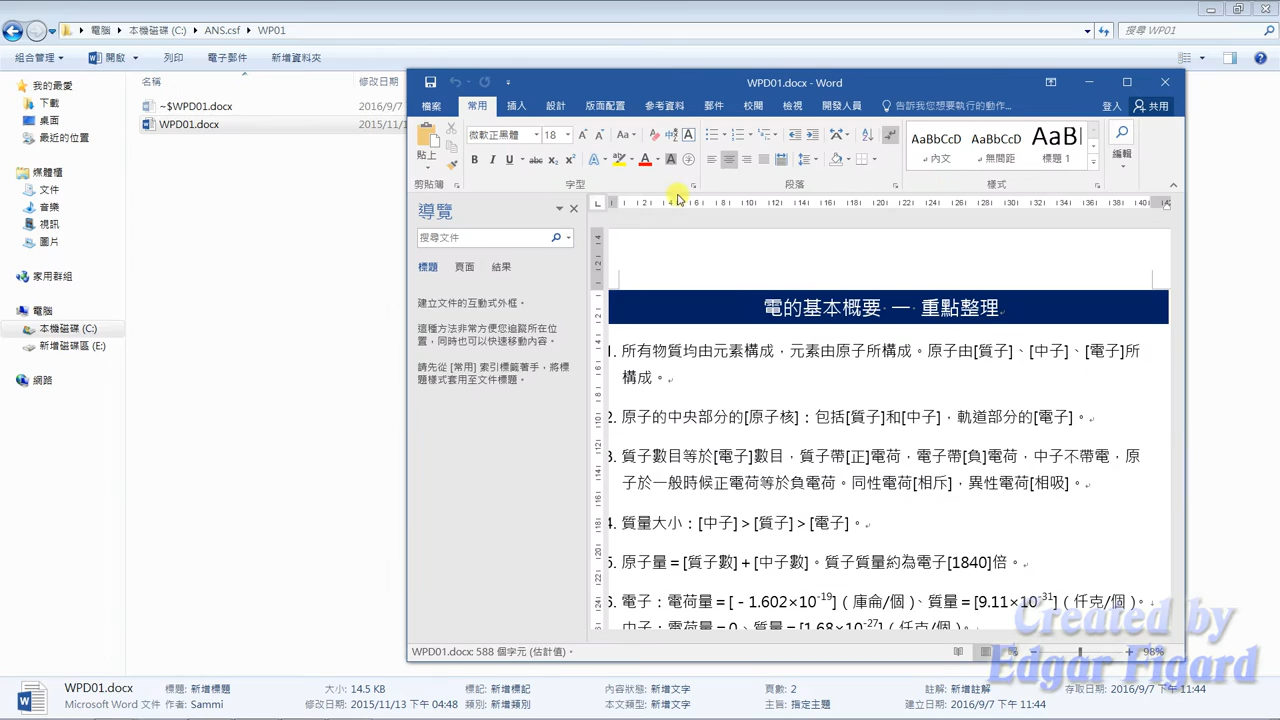 電腦 ▸ 本機磁碟 (C:) ▸ ANS.csf ▸ WP01
搜尋 WP01
組合管理 開啟 列印 電子郵件 新增資料夾
我的最愛
下載
桌面
最近的位置
媒體櫃
文件
音樂
視訊
圖片
家用群組
電腦
本機磁碟 (C:)
新增磁碟區 (E:)
網路
名稱 修改日期
~$WPD01.docx 2016/9/7
WPD01.docx 2015/11/1
WPD01.docx - Word
檔案 常用 插入 設計 版面配置 參考資料 郵件 校閱 檢視 開發人員 告訴我您想要執行的動作... 登入 共用
貼上
剪貼簿
微軟正黑體 18
字型
段落
AaBbCcD AaBbCcD AaB
內文 無間距 標題 1
樣式
編輯
導覽
搜尋文件
標題 頁面 結果
建立文件的互動式外框。
這種方法非常方便您追蹤所在位
置，同時也可以快速移動內容。
請先從 [常用] 索引標籤著手，將標
題樣式套用至文件標題。
電的基本概要 一 重點整理
1. 所有物質均由元素構成，元素由原子所構成。原子由[質子]、[中子]、[電子]所
構成。
2. 原子的中央部分的[原子核]：包括[質子]和[中子]，軌道部分的[電子]。
3. 質子數目等於[電子]數目，質子帶[正]電荷，電子帶[負]電荷，中子不帶電，原
子於一般時候正電荷等於負電荷。同性電荷[相斥]，異性電荷[相吸]。
4. 質量大小：[中子]＞[質子]＞[電子]。
5. 原子量＝[質子數]＋[中子數]。質子質量約為電子[1840]倍。
6. 電子：電荷量＝[－1.602×10-19]（庫侖/個）、質量＝[9.11×10-31]（仟克/個）。
中子：電荷量＝0、質量＝[1.68×10-27]（仟克/個）。
WPD01.docx: 588 個字元 (估計值)。
98%
Created by
Edgar Figard
WPD01.docx 標題: 新增標題 大小: 14.5 KB 標記: 新增標記 內容狀態: 新增文字 頁數: 2 註解: 新增註解 存取日期: 2016/9/7 下午 11:44
Microsoft Word 文件 作者: Sammi 修改日期: 2015/11/13 下午 04:48 類別: 新增類別 本文類型: 新增文字 主旨: 指定主題 建立日期: 2016/9/7 下午 11:44